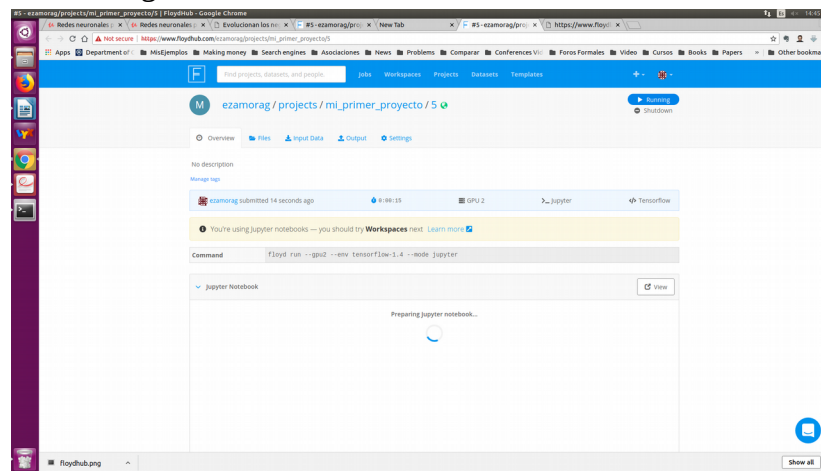 #5 - ezamorag/projects/mi_primer_proyecto/5 | FloydHub - Google Chrome
14:45
Redes neuronales p
Redes neuronales
Evolucionan los ne
#5 - ezamorag/proj
New Tab
#5 - ezamorag/proj
https://www.floyd
Not secure
https://www.floydhub.com/ezamorag/projects/mi_primer_proyecto/5
Apps
Department of C
MisEjemplos
Making money
Search engines
Asociaciones
News
Problems
Comparar
Conferences Vid
Foros Formales
Video
Cursos
Books
Papers
»
Other bookma
F
Find projects, datasets, and people.
Jobs
Workspaces
Projects
Datasets
Templates
M
ezamorag / projects / mi_primer_proyecto / 5
Running
Shutdown
Overview
Files
Input Data
Output
Settings
No description
Manage tags
ezamorag submitted 14 seconds ago
0:00:15
GPU 2
Jupyter
Tensorflow
You're using Jupyter notebooks — you should try Workspaces next Learn more
Command
floyd run --gpu2 --env tensorflow-1.4 --mode jupyter
Jupyter Notebook
View
Preparing Jupyter notebook...
floydhub.png
Show all